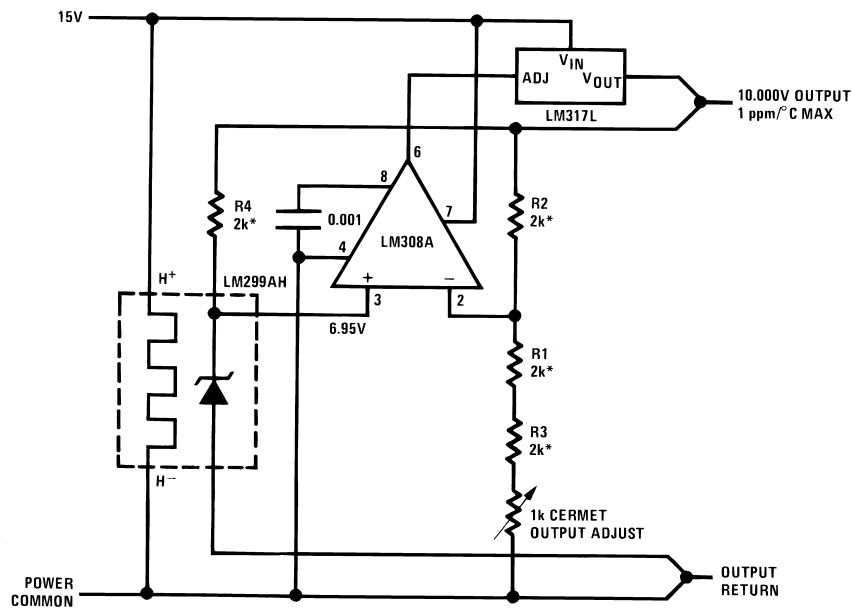 15V
VIN
ADJ
VOUT
LM317L
10.000V OUTPUT
1 ppm/°C MAX
6
8
R4
2k*
0.001
7
R2
2k*
4
LM308A
H+
LM299AH
+
−
3
2
6.95V
R1
2k*
R3
2k*
H−
1k CERMET
OUTPUT ADJUST
POWER
COMMON
OUTPUT
RETURN